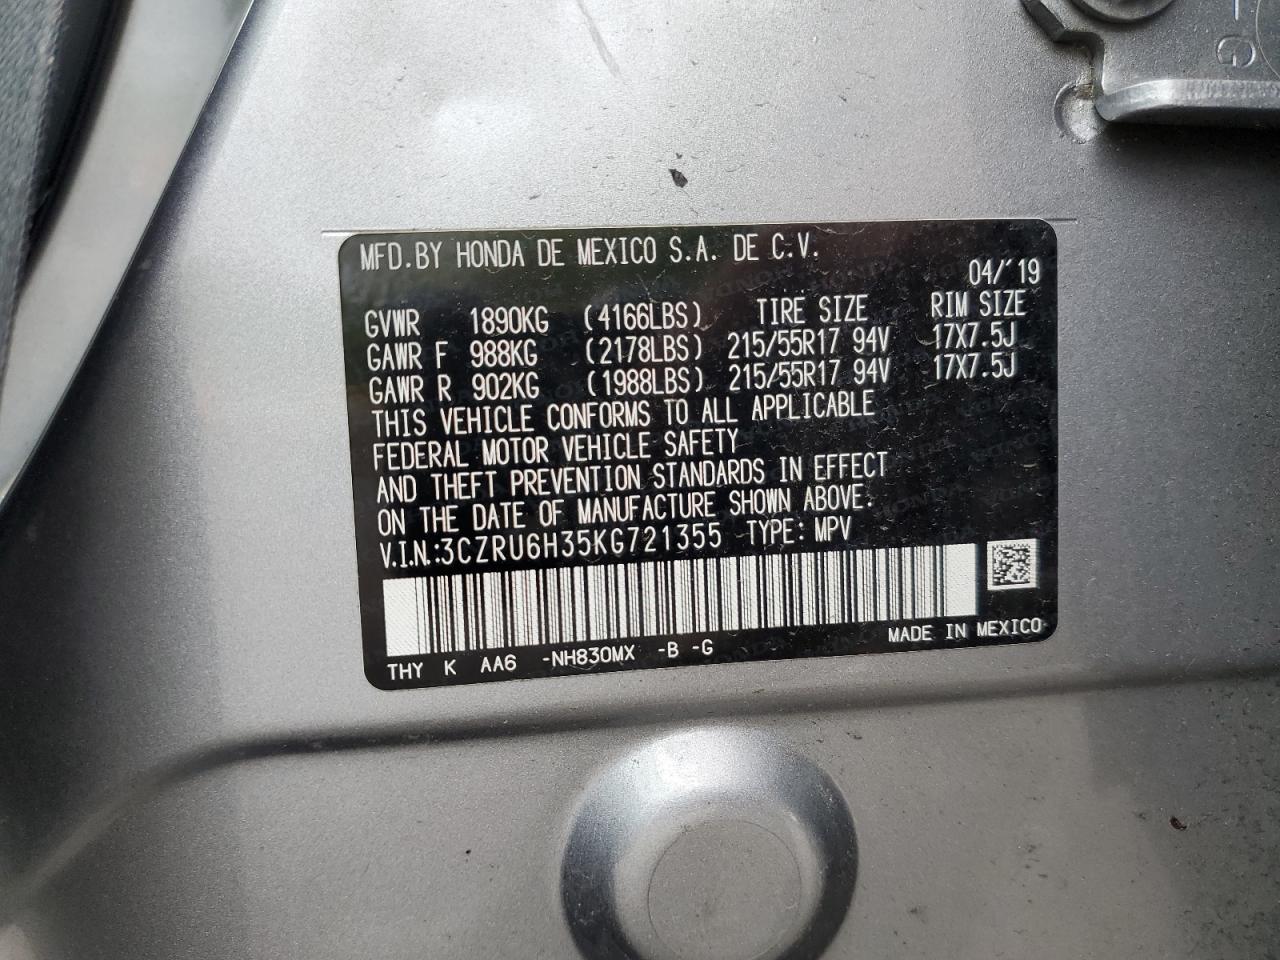 MFD.BY HONDA DE MEXICO S.A. DE C.V.
04/'19
GVWR 1890KG (4166LBS) TIRE SIZE RIM SIZE
GAWR F 988KG (2178LBS) 215/55R17 94V 17X7.5J
GAWR R 902KG (1988LBS) 215/55R17 94V 17X7.5J
THIS VEHICLE CONFORMS TO ALL APPLICABLE
FEDERAL MOTOR VEHICLE SAFETY
AND THEFT PREVENTION STANDARDS IN EFFECT
ON THE DATE OF MANUFACTURE SHOWN ABOVE.
V.I.N.:3CZRU6H35KG721355 TYPE: MPV
THY K AA6 -NH830MX -B -G MADE IN MEXICO